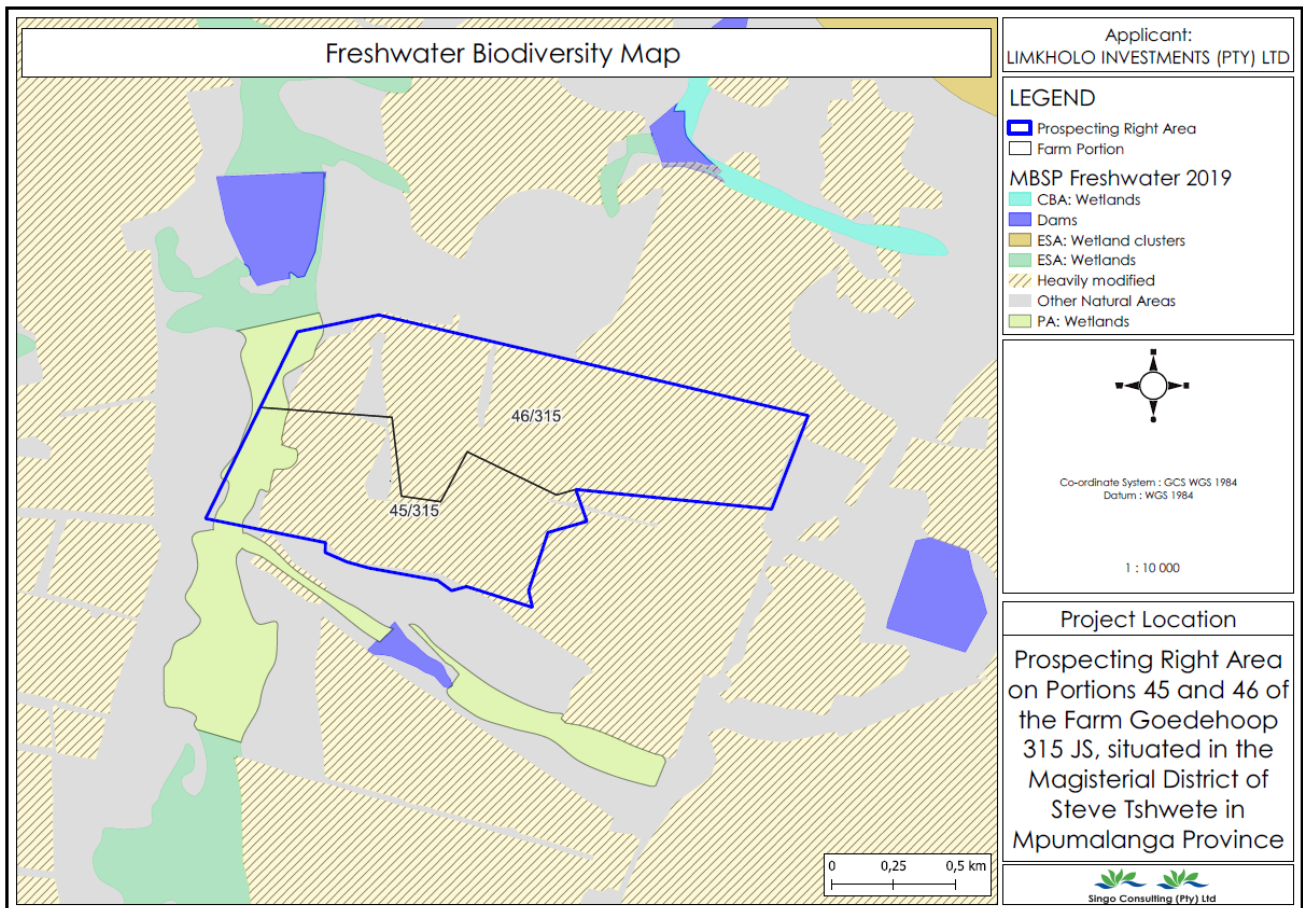 Freshwater Biodiversity Map
46/315
45/315
0 0,25 0,5 km
Applicant:
LIMKHOLO INVESTMENTS (PTY) LTD
LEGEND
Prospecting Right Area
Farm Portion
MBSP Freshwater 2019
CBA: Wetlands
Dams
ESA: Wetland clusters
ESA: Wetlands
Heavily modified
Other Natural Areas
PA: Wetlands
Co-ordinate System : GCS WGS 1984
Datum : WGS 1984
1 : 10 000
Project Location
Prospecting Right Area
on Portions 45 and 46 of
the Farm Goedehoop
315 JS, situated in the
Magisterial District of
Steve Tshwete in
Mpumalanga Province
Singo Consulting (Pty) Ltd